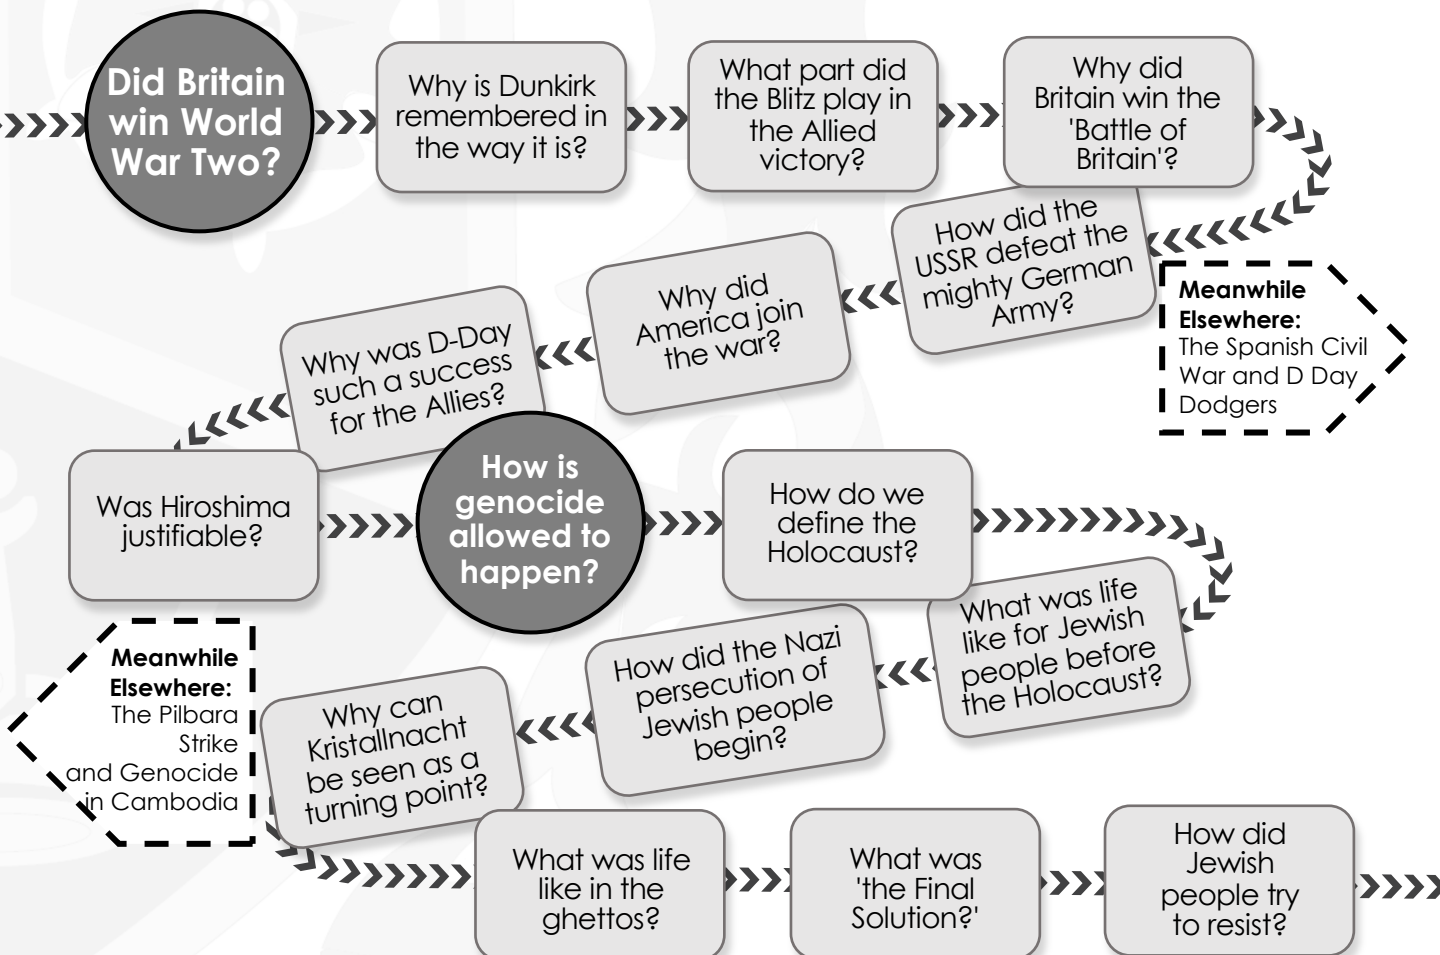 Did Britain
win World
War Two?
Why is Dunkirk
remembered in
the way it is?
What part did
the Blitz play in
the Allied
victory?
Why did
Britain win the
'Battle of
Britain'?
How did the
USSR defeat the
mighty German
Army?
Meanwhile
Elsewhere:
The Spanish Civil
War and D Day
Dodgers
Why did
America join
the war?
Why was D-Day
such a success
for the Allies?
Was Hiroshima
justifiable?
How is
genocide
allowed to
happen?
How do we
define the
Holocaust?
What was life
like for Jewish
people before
the Holocaust?
How did the Nazi
persecution of
Jewish people
begin?
Why can
Kristallnacht
be seen as a
turning point?
Meanwhile
Elsewhere:
The Pilbara
Strike
and Genocide
in Cambodia
What was life
like in the
ghettos?
What was
'the Final
Solution?'
How did
Jewish
people try
to resist?